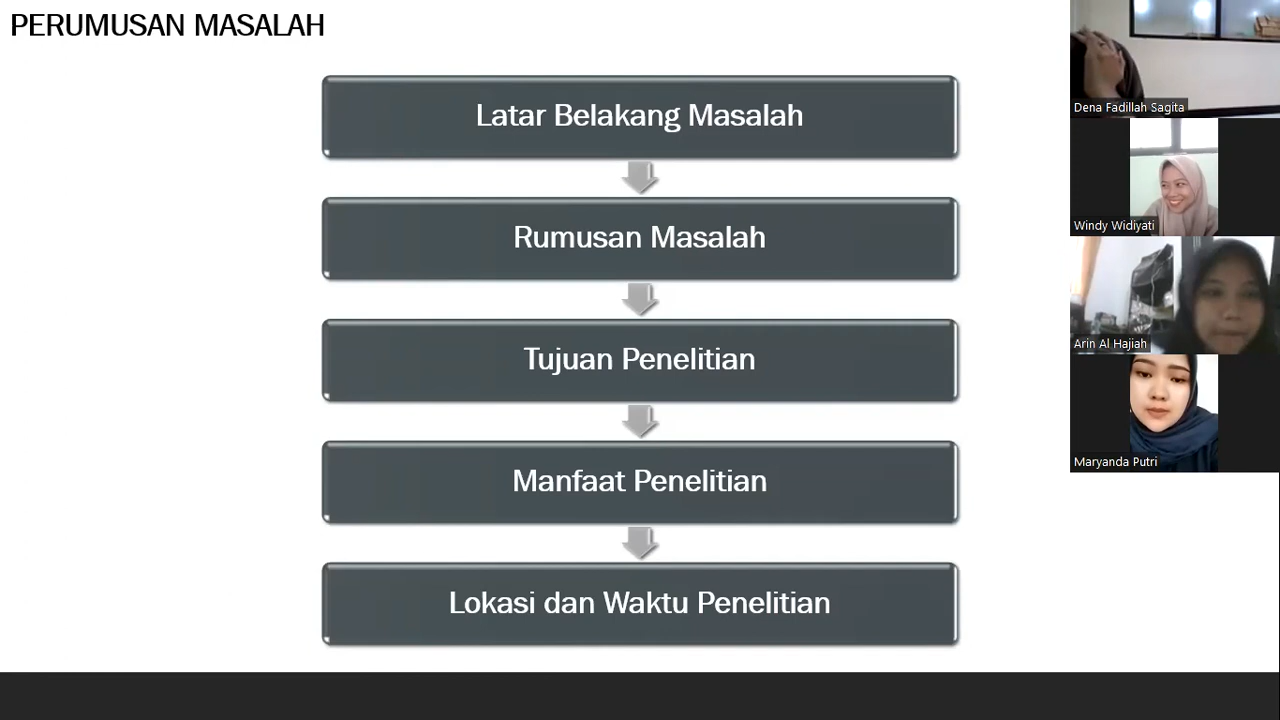 PERUMUSAN MASALAH
Latar Belakang Masalah
Rumusan Masalah
Tujuan Penelitian
Manfaat Penelitian
Lokasi dan Waktu Penelitian
Dena Fadillah Sagita
Windy Widiyati
Arin Al Hajiah
Maryanda Putri